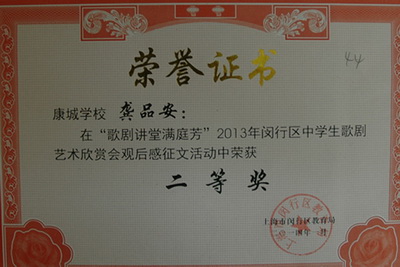 荣誉证书
44
康城学校 龚品安：
在“歌剧讲堂满庭芳”2013年闵行区中学生歌剧
艺术欣赏会观后感征文活动中荣获
二等奖
上海市闵行区教育局